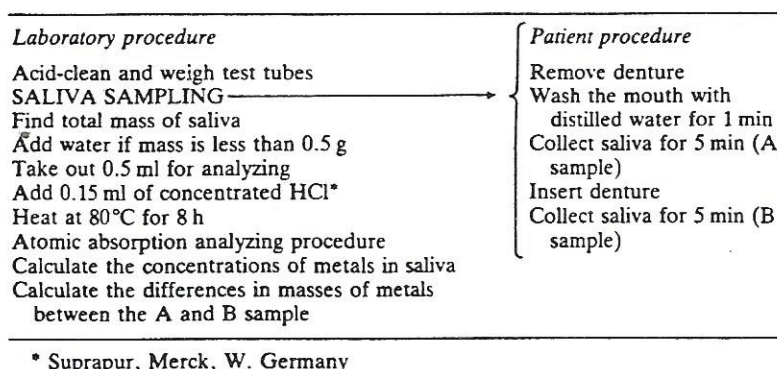 Laboratory procedure
Acid-clean and weigh test tubes
SALIVA SAMPLING
Find total mass of saliva
Add water if mass is less than 0.5 g
Take out 0.5 ml for analyzing
Add 0.15 ml of concentrated HCl*
Heat at 80°C for 8 h
Atomic absorption analyzing procedure
Calculate the concentrations of metals in saliva
Calculate the differences in masses of metals
between the A and B sample
Patient procedure
Remove denture
Wash the mouth with
distilled water for 1 min
Collect saliva for 5 min (A
sample)
Insert denture
Collect saliva for 5 min (B
sample)
* Suprapur, Merck, W. Germany